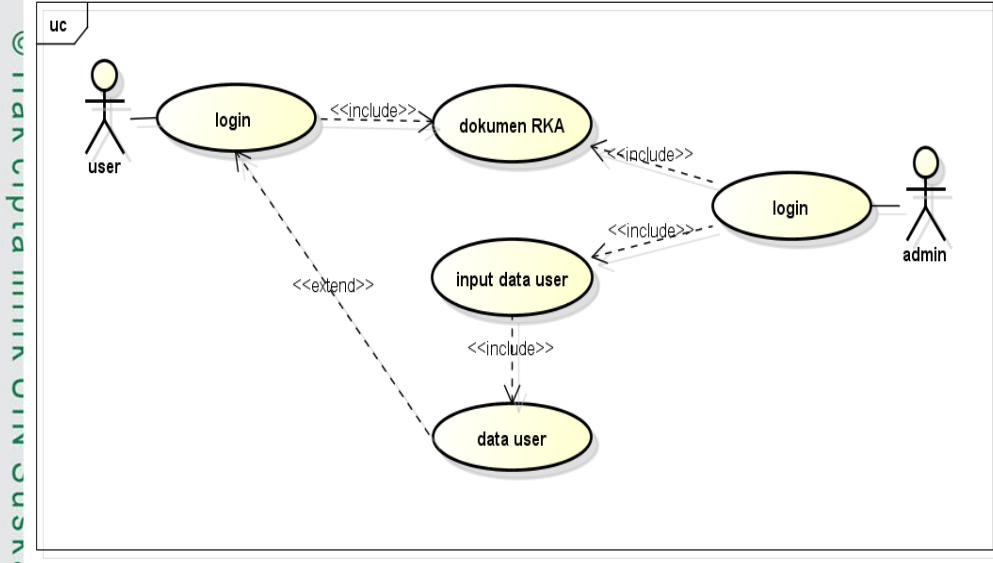 uc
login
<<include>>
dokumen RKA
user
<<include>>
login
admin
<<include>>
input data user
<<extend>>
<<include>>
data user